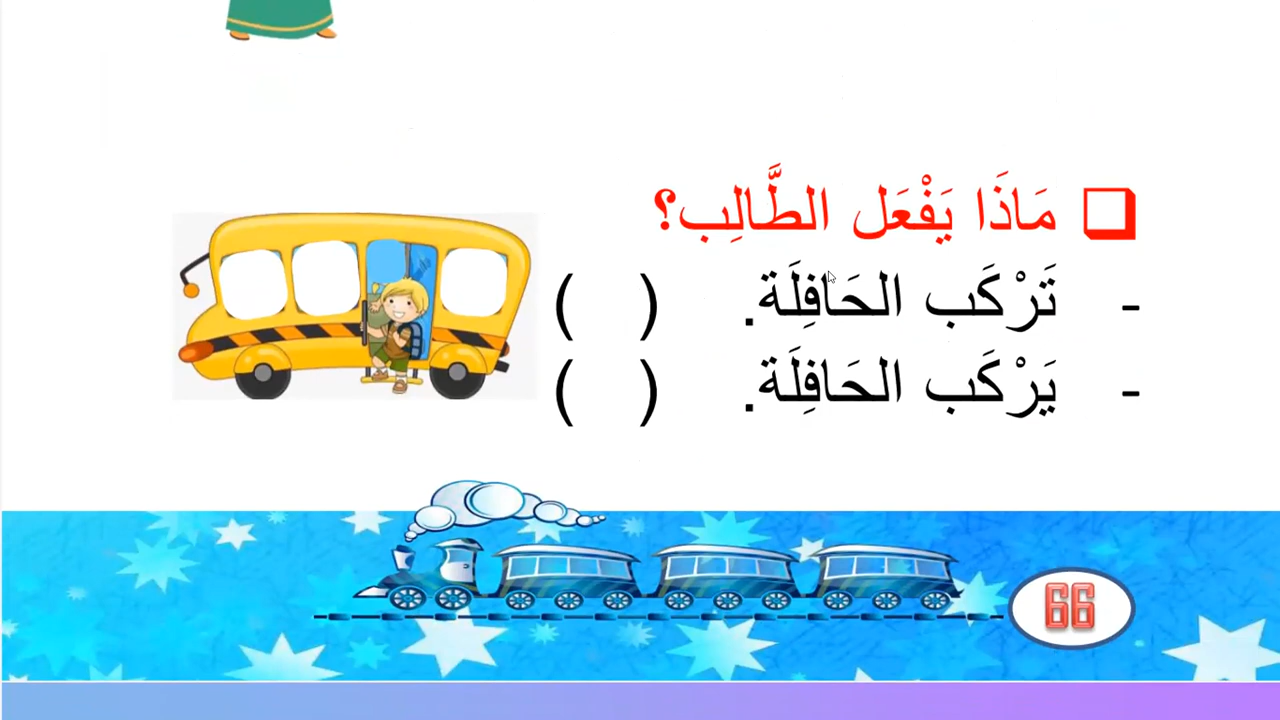 ❑ مَاذَا يَفْعَل الطَّالِب؟
- تَرْكَب الحَافِلَة. ( )
- يَرْكَب الحَافِلَة. ( )
66